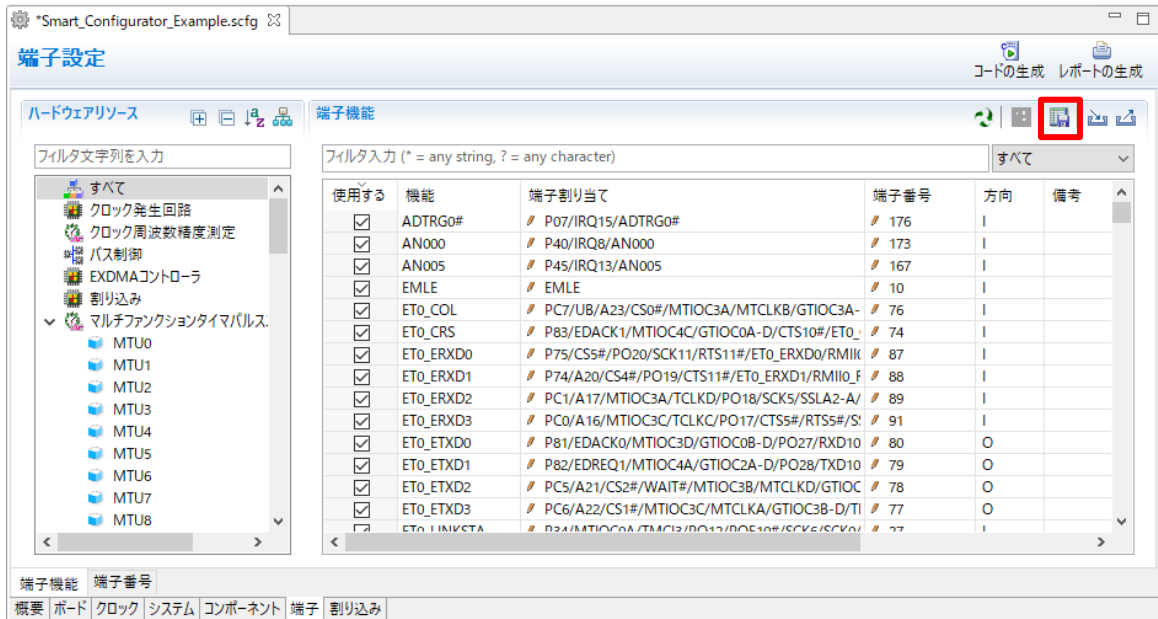 *Smart_Configurator_Example.scfg
端子設定
コードの生成 レポートの生成
ハードウェアリソース
端子機能
フィルタ文字列を入力
フィルタ入力 (* = any string, ? = any character)
すべて
すべて
クロック発生回路
クロック周波数精度測定
バス制御
EXDMAコントローラ
割り込み
マルチファンクションタイマパルス
MTU0
MTU1
MTU2
MTU3
MTU4
MTU5
MTU6
MTU7
MTU8
使用する 機能 端子割り当て 端子番号 方向 備考
ADTRG0# P07/IRQ15/ADTRG0# 176 I
AN000 P40/IRQ8/AN000 173 I
AN005 P45/IRQ13/AN005 167 I
EMLE EMLE 10 I
ET0_COL PC7/UB/A23/CS0#/MTIOC3A/MTCLKB/GTIOC3A- 76 I
ET0_CRS P83/EDACK1/MTIOC4C/GTIOC0A-D/CTS10#/ET0_ 74 I
ET0_ERXD0 P75/CS5#/PO20/SCK11/RTS11#/ET0_ERXD0/RMII( 87 I
ET0_ERXD1 P74/A20/CS4#/PO19/CTS11#/ET0_ERXD1/RMII0_F 88 I
ET0_ERXD2 PC1/A17/MTIOC3A/TCLKD/PO18/SCK5/SSLA2-A/ 89 I
ET0_ERXD3 PC0/A16/MTIOC3C/TCLKC/PO17/CTS5#/RTS5#/S 91 I
ET0_ETXD0 P81/EDACK0/MTIOC3D/GTIOC0B-D/PO27/RXD10 80 O
ET0_ETXD1 P82/EDREQ1/MTIOC4A/GTIOC2A-D/PO28/TXD10 79 O
ET0_ETXD2 PC5/A21/CS2#/WAIT#/MTIOC3B/MTCLKD/GTIOC 78 O
ET0_ETXD3 PC6/A22/CS1#/MTIOC3C/MTCLKA/GTIOC3B-D/TI 77 O
ET0_LINKSTA P34/MTIOC0A/TMCI3/PO12/POE10#/SCK6/SCK0/ 27 I
端子機能 端子番号
概要 ボード クロック システム コンポーネント 端子 割り込み